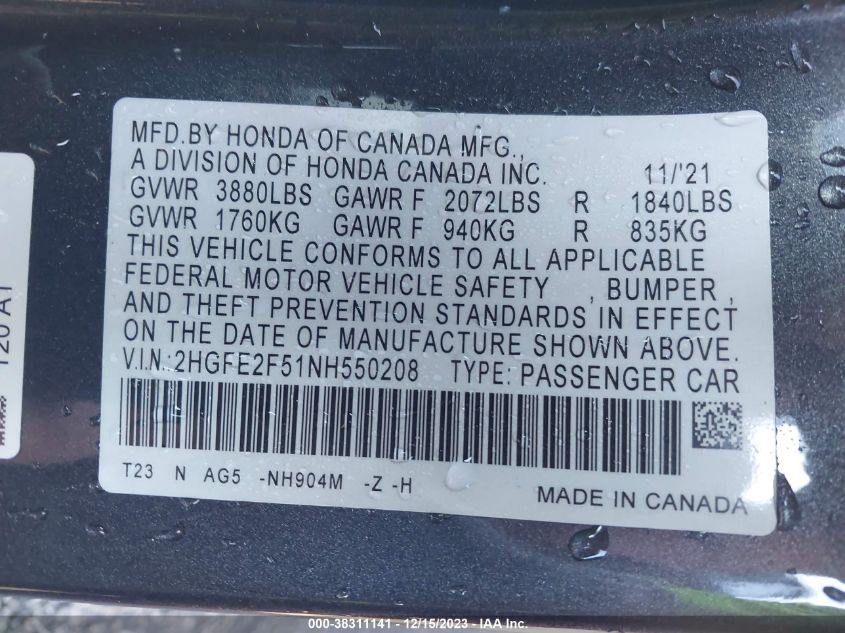 MFD.BY HONDA OF CANADA MFG.,
A DIVISION OF HONDA CANADA INC. 11/'21
GVWR 3880LBS GAWR F 2072LBS R 1840LBS
GVWR 1760KG GAWR F 940KG R 835KG
THIS VEHICLE CONFORMS TO ALL APPLICABLE
FEDERAL MOTOR VEHICLE SAFETY , BUMPER ,
AND THEFT PREVENTION STANDARDS IN EFFECT
ON THE DATE OF MANUFACTURE SHOWN ABOVE.
V.I.N.:2HGFE2F51NH550208 TYPE: PASSENGER CAR
T23 N AG5 -NH904M -Z -H
MADE IN CANADA
120 A1
000-38311141 - 12/15/2023 - IAA Inc.